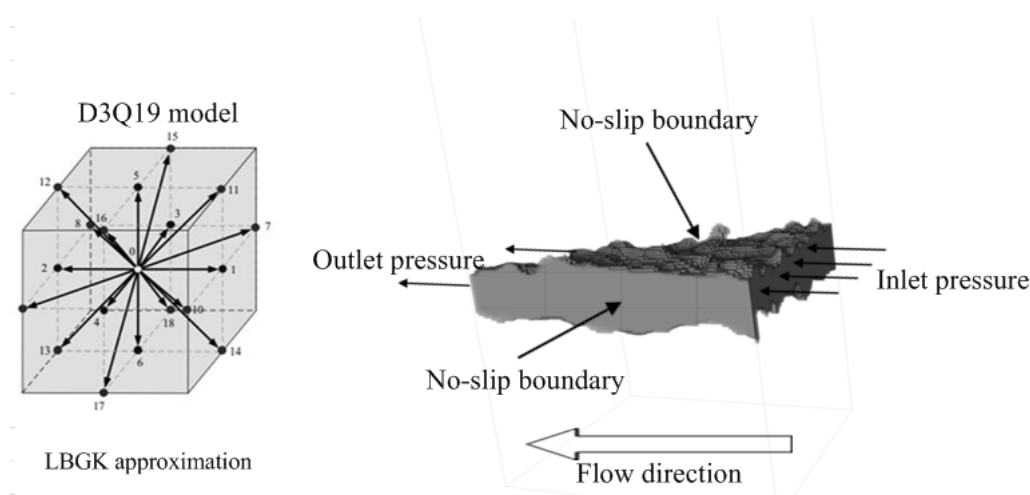 D3Q19 model
15
12
5
11
8
16
3
7
0
2
1
4
18
10
13
6
14
17
LBGK approximation
No-slip boundary
Outlet pressure
Inlet pressure
No-slip boundary
Flow direction